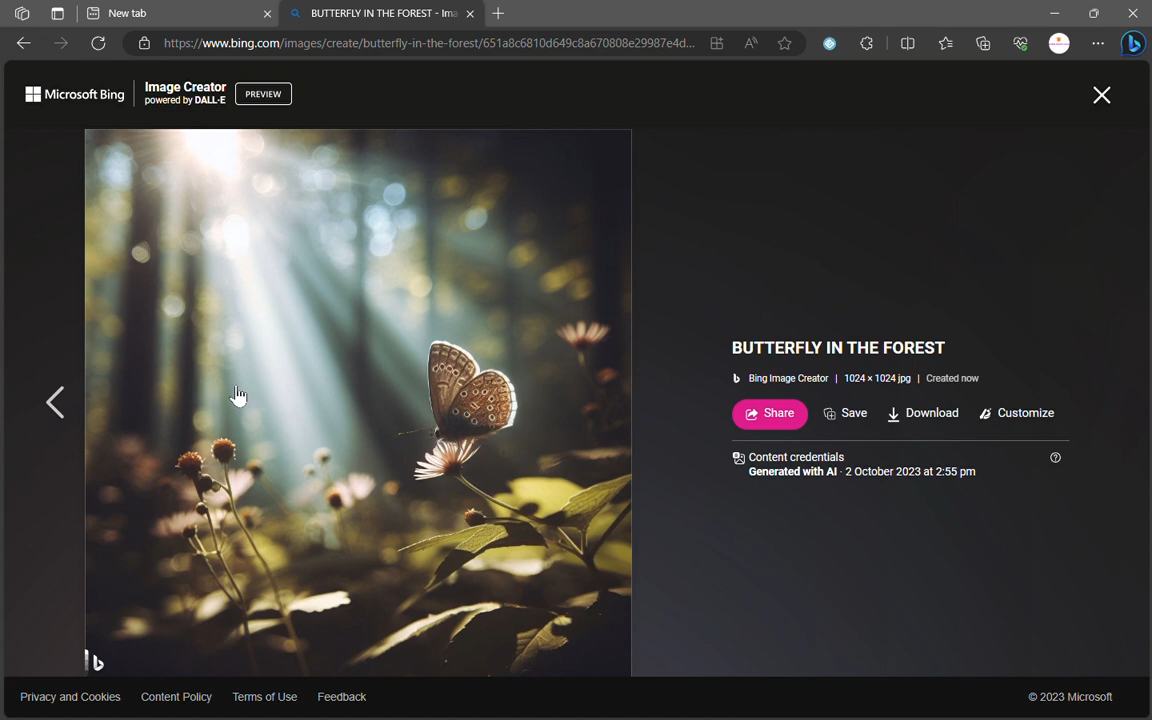 New tab
BUTTERFLY IN THE FOREST - Ima
https://www.bing.com/images/create/butterfly-in-the-forest/651a8c6810d649c8a670808e29987e4d...
Microsoft Bing
Image Creator
powered by DALL·E
PREVIEW
BUTTERFLY IN THE FOREST
Bing Image Creator | 1024 × 1024 jpg | Created now
Share Save Download Customize
Content credentials
Generated with AI · 2 October 2023 at 2:55 pm
Privacy and Cookies Content Policy Terms of Use Feedback
© 2023 Microsoft